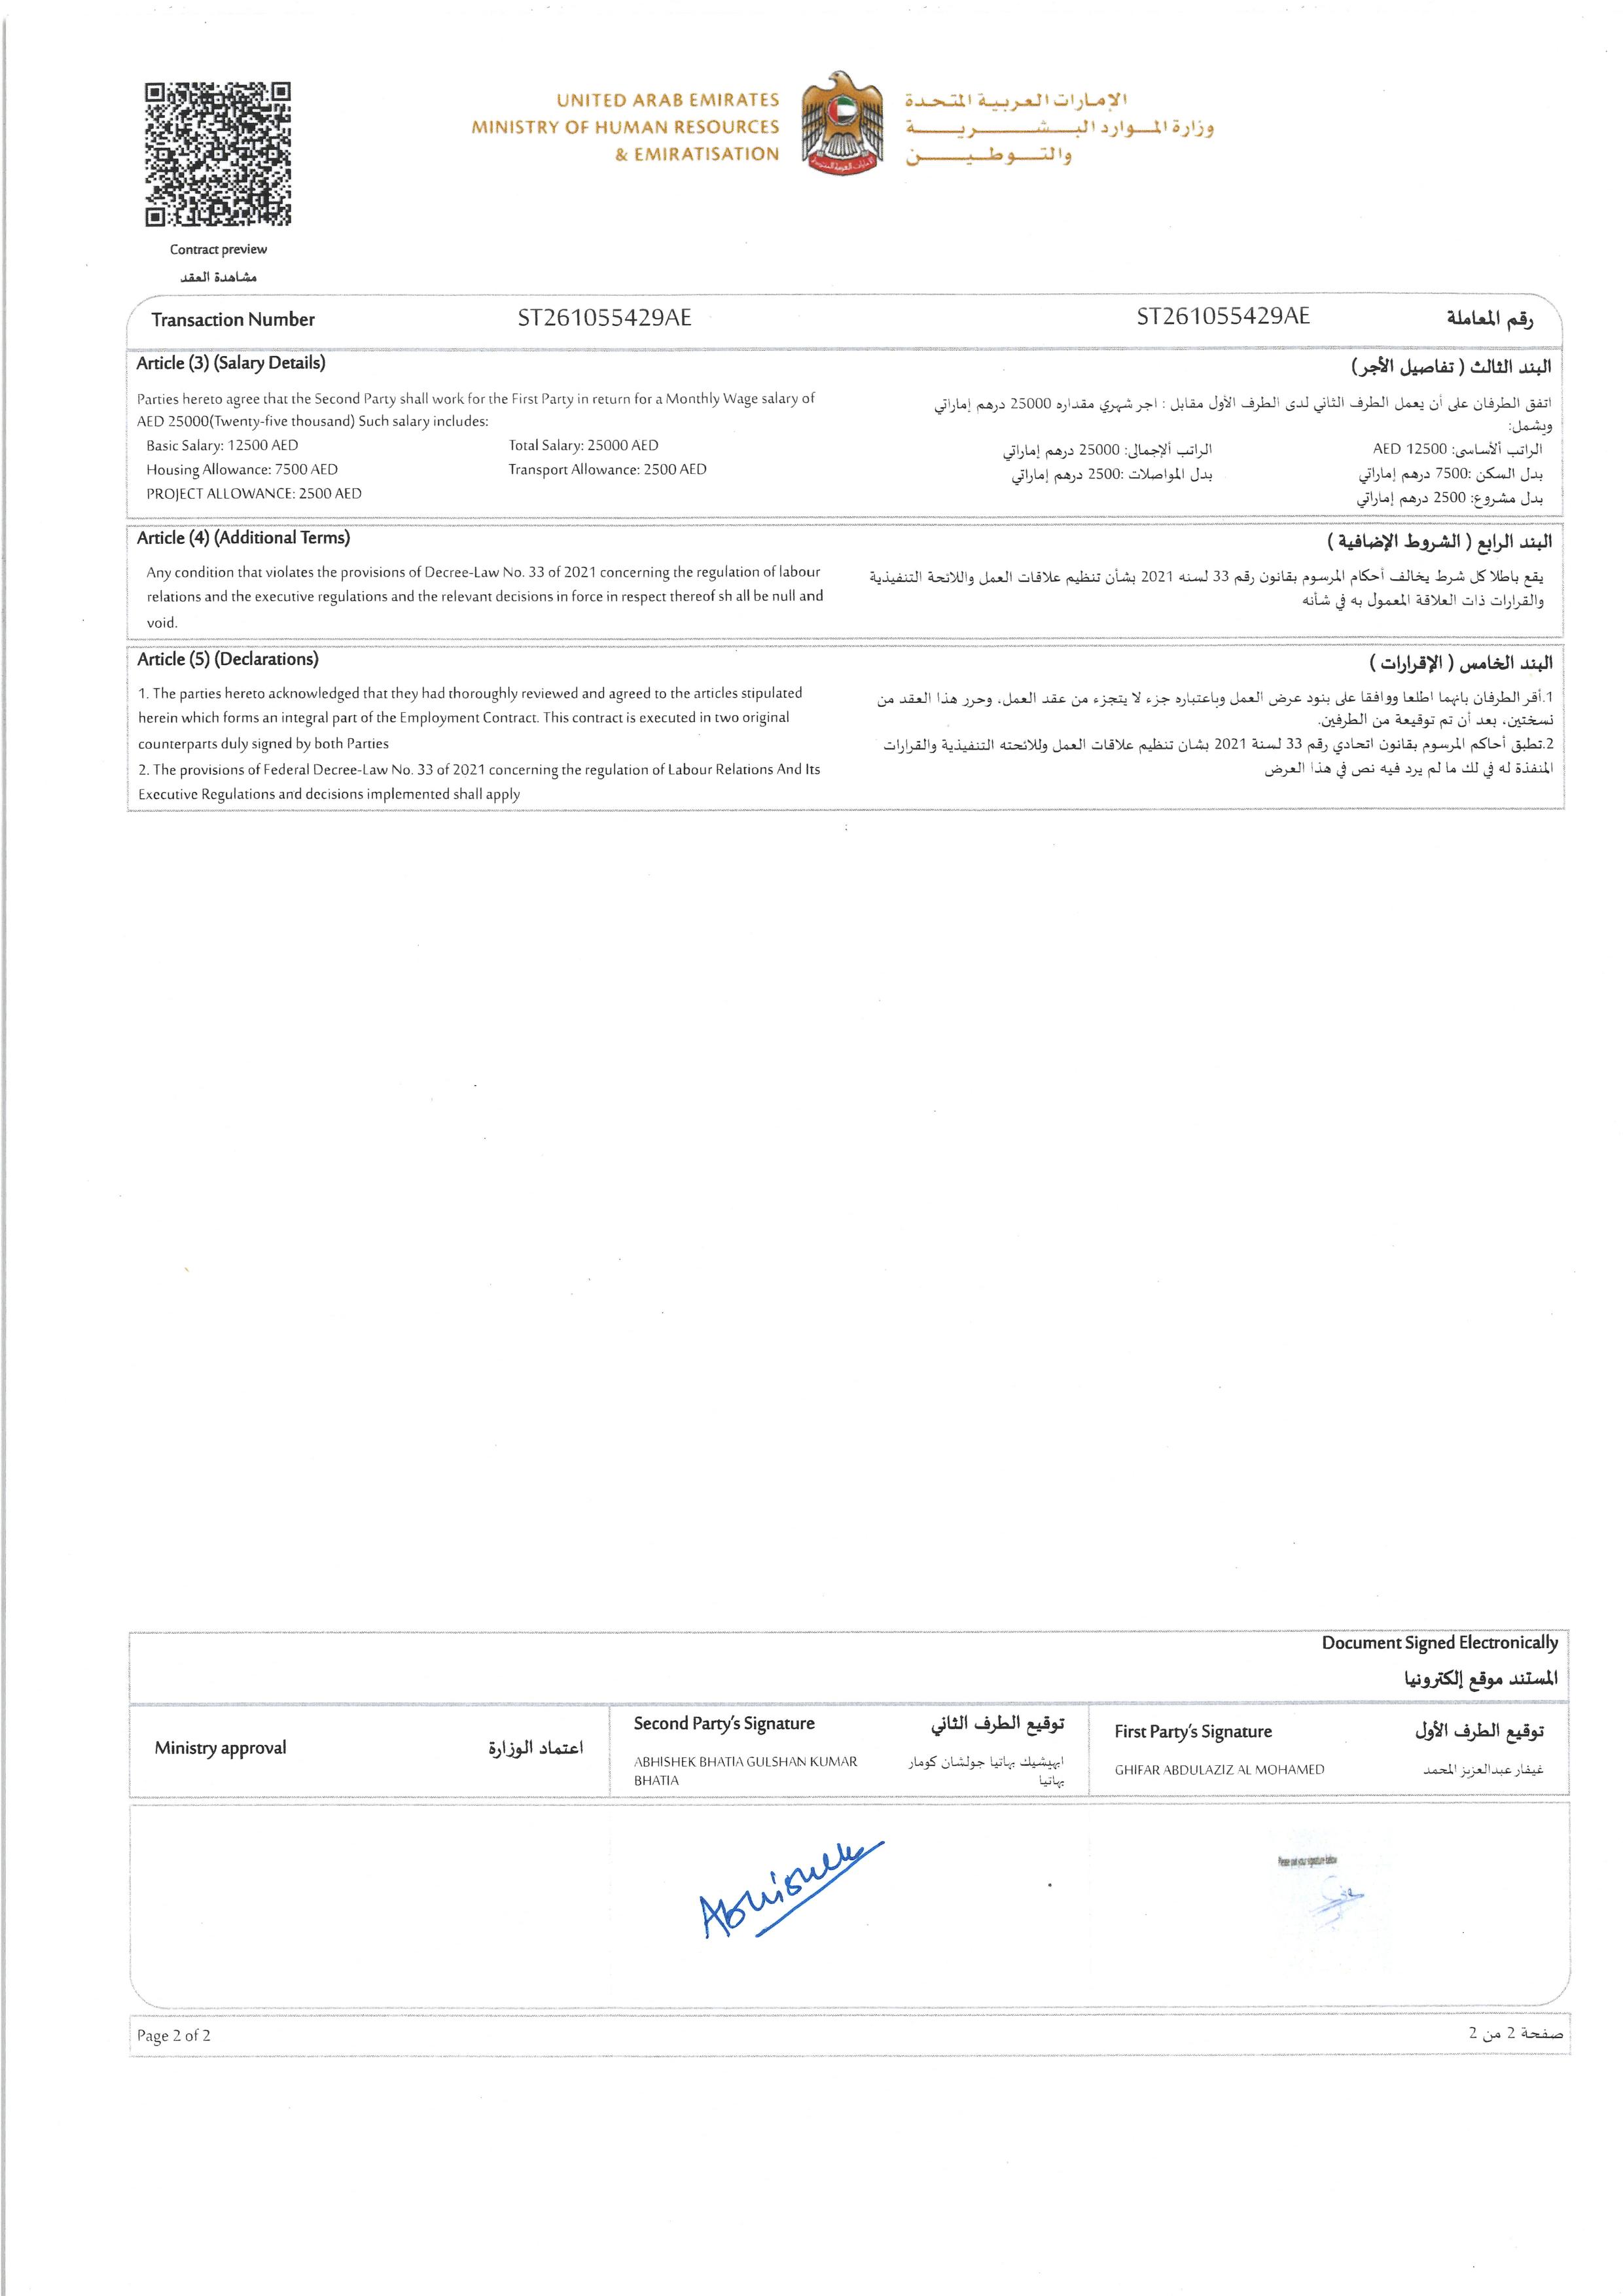 UNITED ARAB EMIRATES
MINISTRY OF HUMAN RESOURCES
& EMIRATISATION
الإمارات العربية المتحدة
وزارة الموارد البشرية
والتوطين
Contract preview
مشاهدة العقد
Transaction Number ST261055429AE
ST261055429AE رقم المعاملة
Article (3) (Salary Details)
Parties hereto agree that the Second Party shall work for the First Party in return for a Monthly Wage salary of
AED 25000(Twenty-five thousand) Such salary includes:
Basic Salary: 12500 AED Total Salary: 25000 AED
Housing Allowance: 7500 AED Transport Allowance: 2500 AED
PROJECT ALLOWANCE: 2500 AED
البند الثالث ( تفاصيل الأجر)
اتفق الطرفان على أن يعمل الطرف الثاني لدى الطرف الأول مقابل : اجر شهري مقداره 25000 درهم إماراتي
ويشمل:
الراتب ألأساسى: 12500 AED الراتب ألإجمالى: 25000 درهم إماراتي
بدل السكن :7500 درهم إماراتي بدل المواصلات :2500 درهم إماراتي
بدل مشروع: 2500 درهم إماراتي
Article (4) (Additional Terms)
Any condition that violates the provisions of Decree-Law No. 33 of 2021 concerning the regulation of labour
relations and the executive regulations and the relevant decisions in force in respect thereof sh all be null and
void.
البند الرابع ( الشروط الإضافية )
يقع باطلا كل شرط يخالف أحكام المرسوم بقانون رقم 33 لسنه 2021 بشأن تنظيم علاقات العمل واللائحة التنفيذية
والقرارات ذات العلاقة المعمول به في شأنه
Article (5) (Declarations)
1. The parties hereto acknowledged that they had thoroughly reviewed and agreed to the articles stipulated
herein which forms an integral part of the Employment Contract. This contract is executed in two original
counterparts duly signed by both Parties
2. The provisions of Federal Decree-Law No. 33 of 2021 concerning the regulation of Labour Relations And Its
Executive Regulations and decisions implemented shall apply
البند الخامس ( الإقرارات )
1.أقر الطرفان بانهما اطلعا ووافقا على بنود عرض العمل وباعتباره جزء لا يتجزء من عقد العمل، وحرر هذا العقد من
نسختين، بعد أن تم توقيعة من الطرفين.
2.تطبق أحاكم المرسوم بقانون اتحادي رقم 33 لسنة 2021 بشان تنظيم علاقات العمل وللائحته التنفيذية والقرارات
المنفذة له في لك ما لم يرد فيه نص في هذا العرض
Document Signed Electronically
المستند موقع إلكترونيا
Ministry approval اعتماد الوزارة
Second Party's Signature توقيع الطرف الثاني
ABHISHEK BHATIA GULSHAN KUMAR
BHATIA
ابهيشيك بهاتيا جولشان كومار
بهاتيا
First Party's Signature توقيع الطرف الأول
GHIFAR ABDULAZIZ AL MOHAMED غيفار عبدالعزيز المحمد
Abhishek
Please put your signature below
Page 2 of 2
صفحة 2 من 2